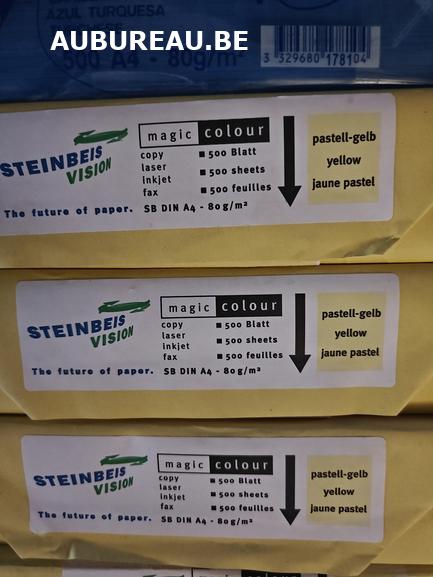 AZUL TURQUESA
AUBUREAU.BE
500 A4 - 80g/m²
3 329680 178104
STEINBEIS
VISION
The future of paper.
magic colour
copy
laser
inkjet
fax
500 Blatt
500 sheets
500 feuilles
SB DIN A4 - 80g/m²
pastell-gelb
yellow
jaune pastel
STEINBEIS
VISION
The future of paper.
magic colour
copy
laser
inkjet
fax
500 Blatt
500 sheets
500 feuilles
SB DIN A4 - 80g/m²
pastell-gelb
yellow
jaune pastel
STEINBEIS
VISION
The future of paper.
magic colour
copy
laser
inkjet
fax
500 Blatt
500 sheets
500 feuilles
SB DIN A4 - 80g/m²
pastell-gelb
yellow
jaune pastel